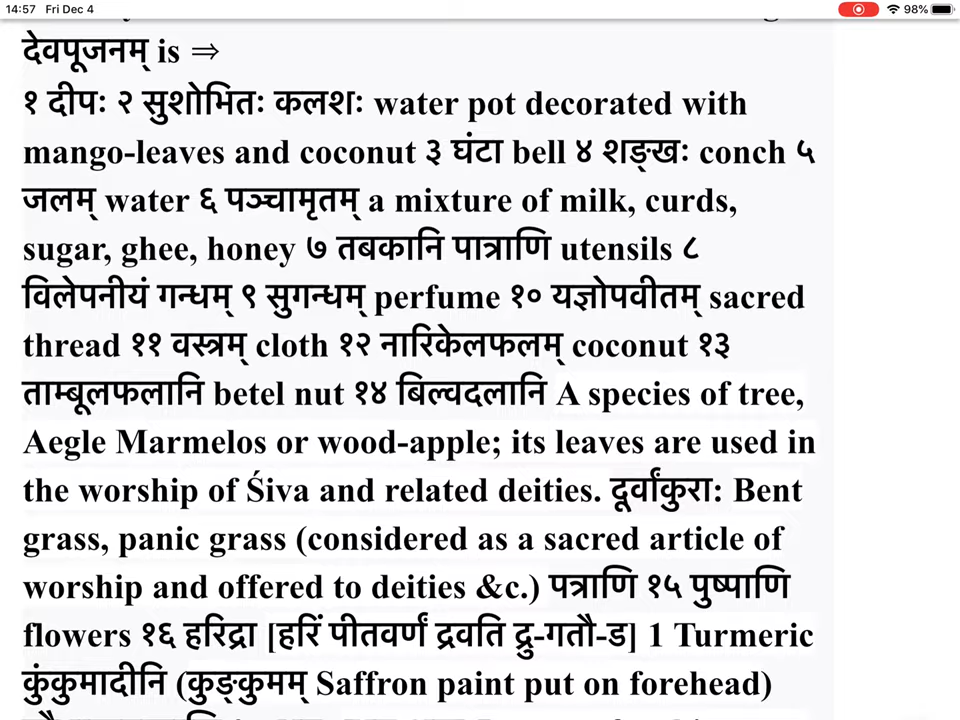 14:57 Fri Dec 4 98%
देवपूजनम् is ⇒
१ दीपः २ सुशोभितः कलशः water pot decorated with
mango-leaves and coconut ३ घंटा bell ४ शङ्खः conch ५
जलम् water ६ पञ्चामृतम् a mixture of milk, curds,
sugar, ghee, honey ७ तबकानि पात्राणि utensils ८
विलेपनीयं गन्धम् ९ सुगन्धम् perfume १० यज्ञोपवीतम् sacred
thread ११ वस्त्रम् cloth १२ नारिकेलफलम् coconut १३
ताम्बूलफलानि betel nut १४ बिल्वदलानि A species of tree,
Aegle Marmelos or wood-apple; its leaves are used in
the worship of Śiva and related deities. दूर्वांकुरा: Bent
grass, panic grass (considered as a sacred article of
worship and offered to deities &c.) पत्राणि १५ पुष्पाणि
flowers १६ हरिद्रा [हरिं पीतवर्णं द्रवति द्रु-गतौ-ड] 1 Turmeric
कुंकुमादीनि (कुङ्कुमम् Saffron paint put on forehead)